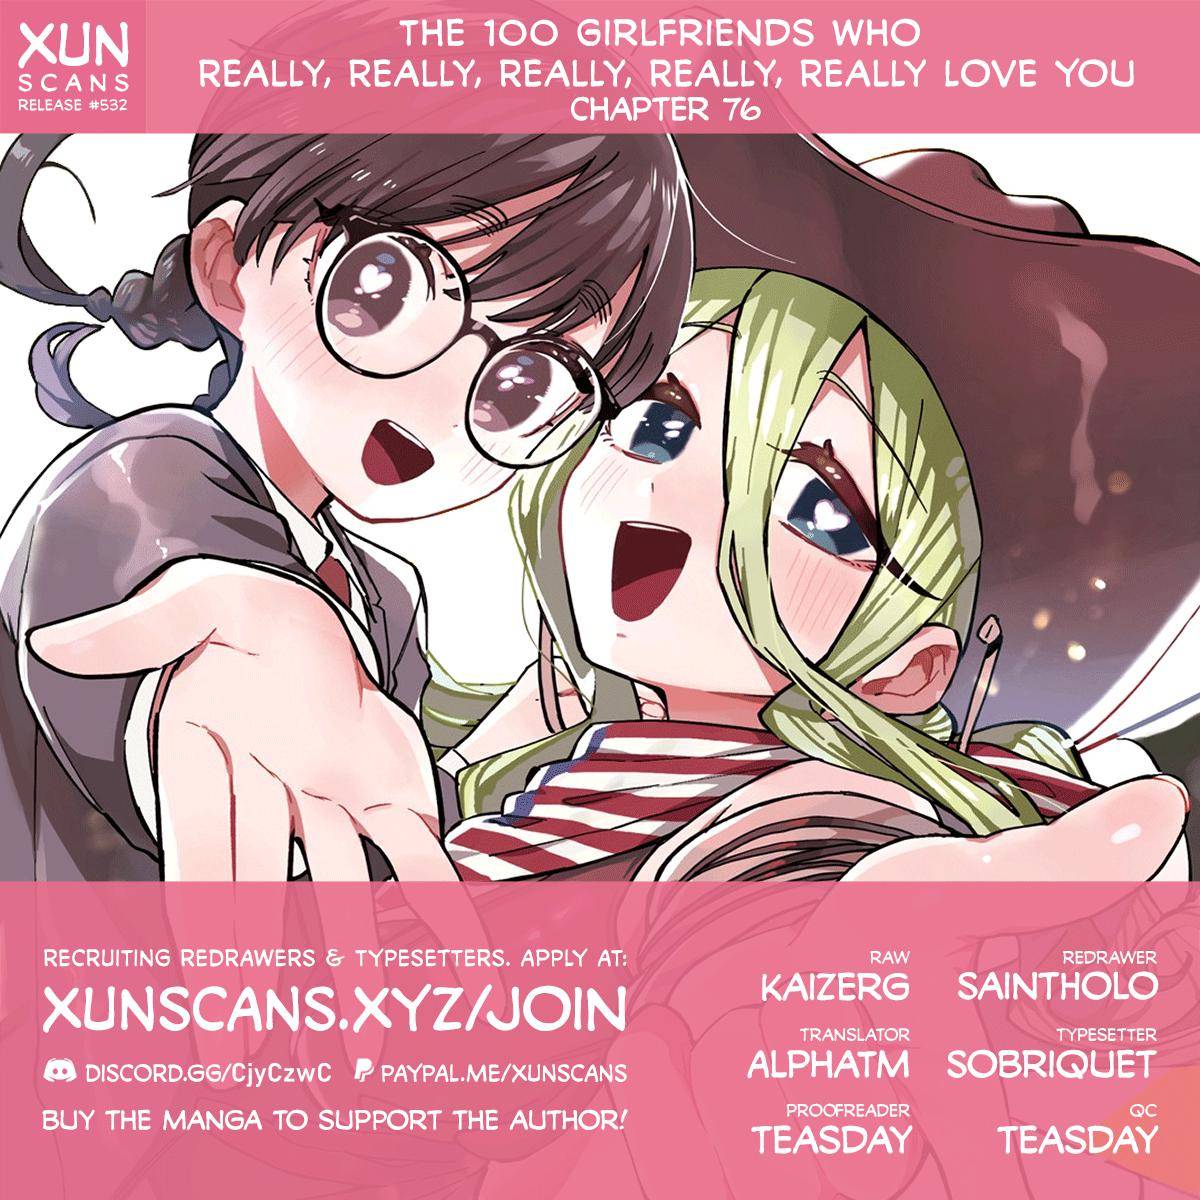 XUN
SCANS
RELEASE #532
THE 100 GIRLFRIENDS WHO
REALLY, REALLY, REALLY, REALLY, REALLY LOVE YOU
CHAPTER 76
RECRUITING REDRAWERS & TYPESETTERS. APPLY AT:
XUNSCANS.XYZ/JOIN
DISCORD.GG/CjyCzwC PAYPAL.ME/XUNSCANS
BUY THE MANGA TO SUPPORT THE AUTHOR!
RAW
KAIZERG
REDRAWER
SAINTHOLO
TRANSLATOR
ALPHATM
TYPESETTER
SOBRIQUET
PROOFREADER
TEASDAY
QC
TEASDAY